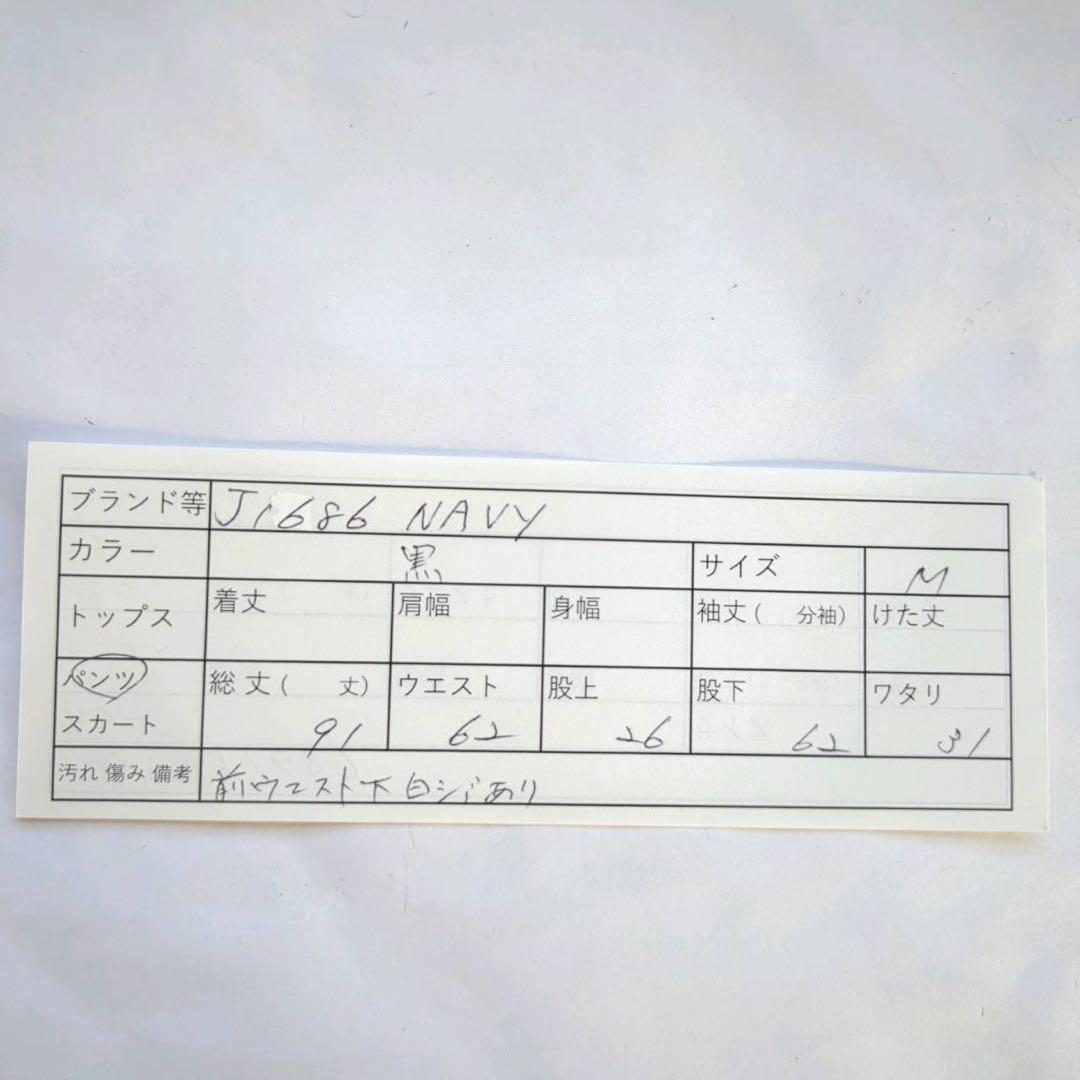 ブランド等 J1686 NAVY
カラー 黒 サイズ M
トップス 着丈 肩幅 身幅 袖丈( 分袖) けた丈
パンツ 総丈( 丈) ウエスト 股上 股下 ワタリ
スカート 91 62 26 62 31
汚れ 傷み 備考 前ウエスト下 白シミあり